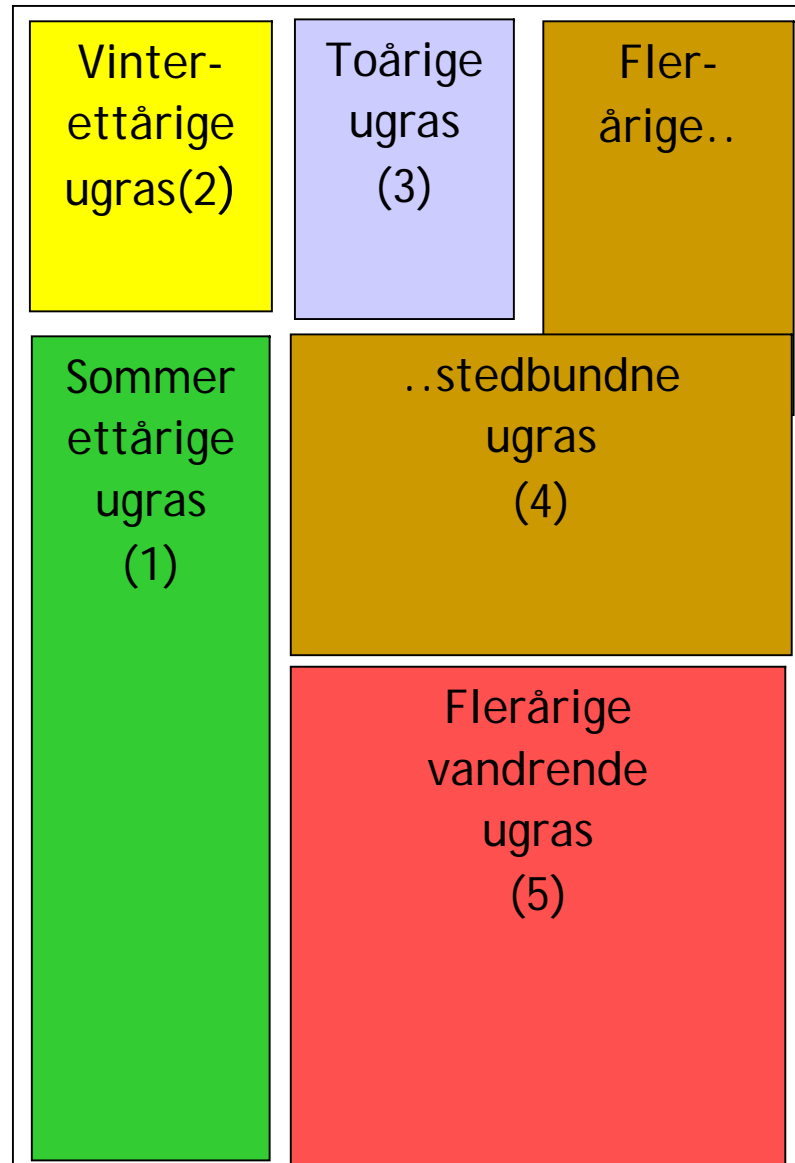 Vinter-
ettårige
ugras(2)
Toårige
ugras
(3)
Fler-
årige..
Sommer
ettårige
ugras
(1)
..stedbundne
ugras
(4)
Flerårige
vandrende
ugras
(5)